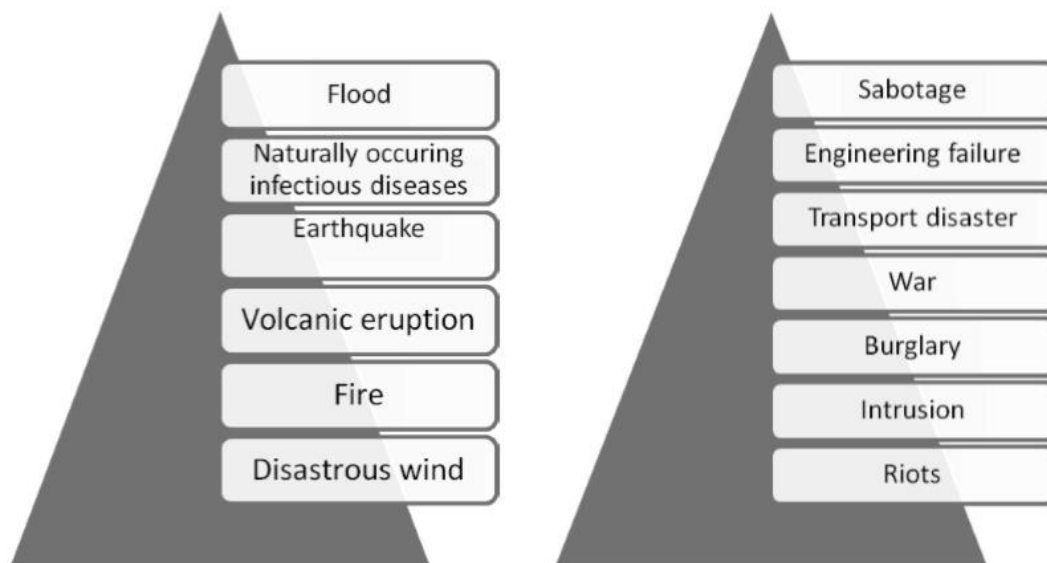 Flood
Naturally occuring
infectious diseases
Earthquake
Volcanic eruption
Fire
Disastrous wind
Sabotage
Engineering failure
Transport disaster
War
Burglary
Intrusion
Riots